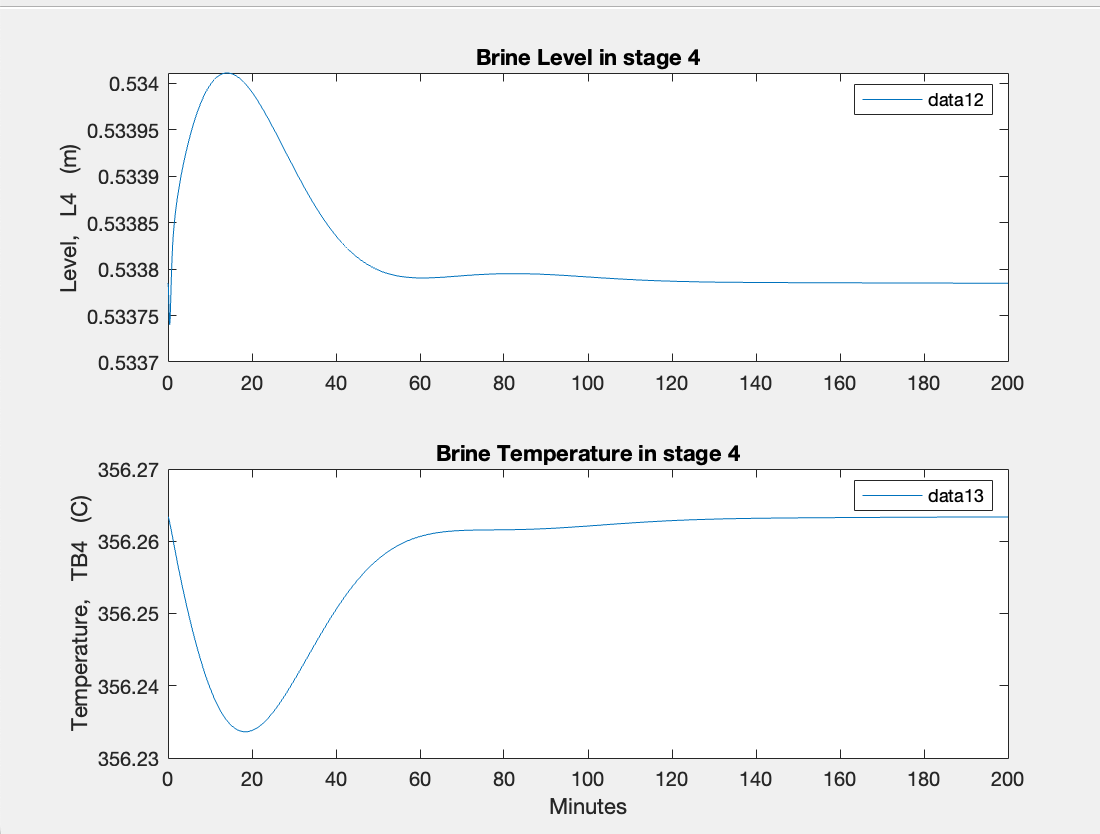 Brine Level in stage 4
data12
Level, L4 (m)
0.534
0.53395
0.5339
0.53385
0.5338
0.53375
0.5337
0 20 40 60 80 100 120 140 160 180 200
Brine Temperature in stage 4
data13
Temperature, TB4 (C)
356.27
356.26
356.25
356.24
356.23
0 20 40 60 80 100 120 140 160 180 200
Minutes